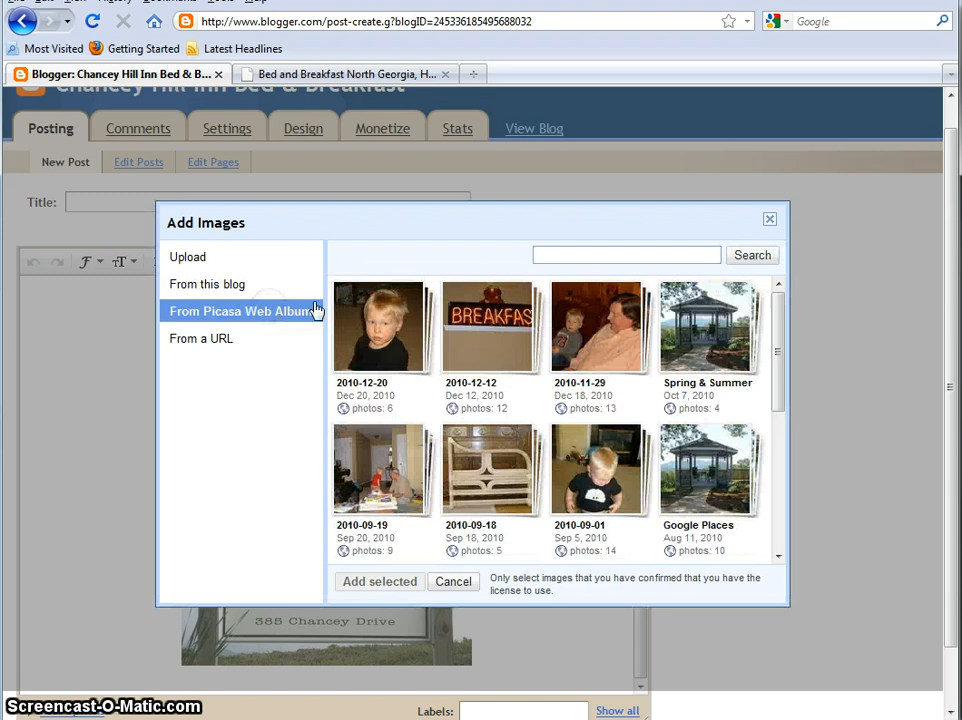 http://www.blogger.com/post-create.g?blogID=245336185495688032
Google
Most Visited Getting Started Latest Headlines
Blogger: Chancey Hill Inn Bed & B... Bed and Breakfast North Georgia, H...
Chancey Hill Inn Bed & Breakfast
Posting Comments Settings Design Monetize Stats View Blog
New Post Edit Posts Edit Pages
Title:
Add Images
Upload
From this blog
From Picasa Web Album
From a URL
Search
BREAKFAS
2010-12-20 2010-12-12 2010-11-29 Spring & Summer
Dec 20, 2010 Dec 12, 2010 Dec 18, 2010 Oct 7, 2010
photos: 6 photos: 12 photos: 13 photos: 4
2010-09-19 2010-09-18 2010-09-01 Google Places
Sep 20, 2010 Sep 18, 2010 Sep 5, 2010 Aug 11, 2010
photos: 9 photos: 5 photos: 14 photos: 10
Add selected Cancel Only select images that you have confirmed that you have the
license to use.
385 Chancey Drive
Screencast-O-Matic.com
Labels: Show all